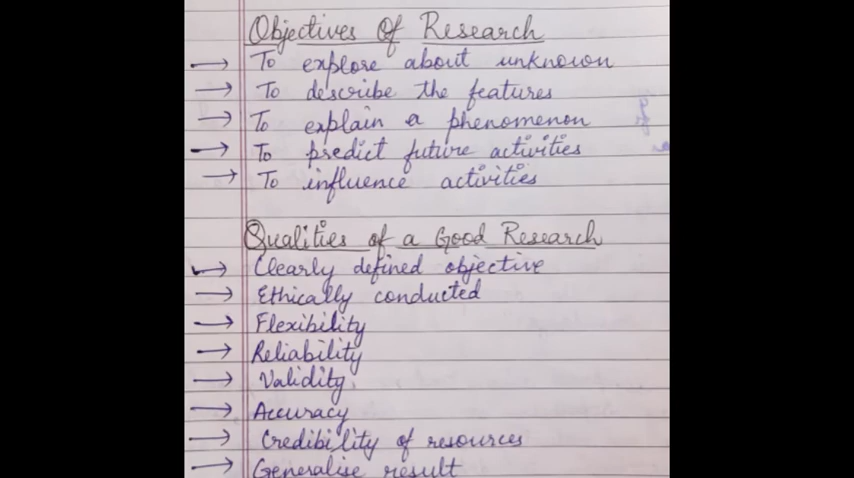 Objectives Of Research
→ To explore about unknown
→ To describe the features
→ To explain a phenomenon
→ To predict future activities
→ To influence activities
Qualities of a Good Research
→ Clearly defined objective
→ Ethically conducted
→ Flexibility
→ Reliability
→ Validity
→ Accuracy
→ Credibility of resources
→ Generalise result